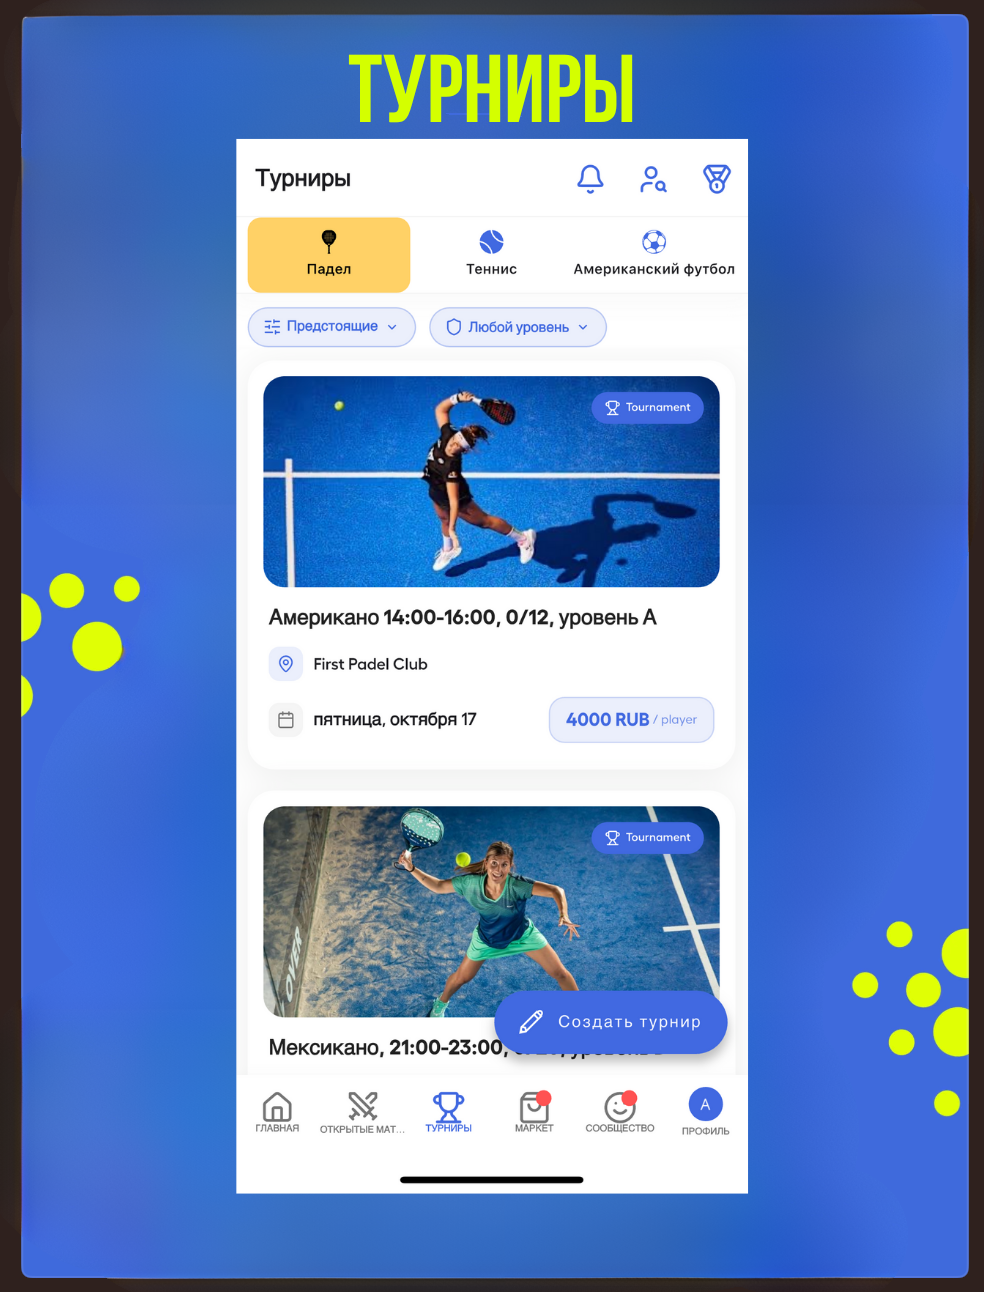 ТУРНИРЫ
Турниры
Падел
Теннис
Американский футбол
Предстоящие
Любой уровень
Tournament
Американо 14:00-16:00, 0/12, уровень А
First Padel Club
пятница, октября 17
4000 RUB / player
Tournament
OVER
Создать турнир
Мексикано, 21:00-23:00,
ГЛАВНАЯ
ОТКРЫТЫЕ МАТ...
ТУРНИРЫ
МАРКЕТ
СООБЩЕСТВО
A
ПРОФИЛЬ